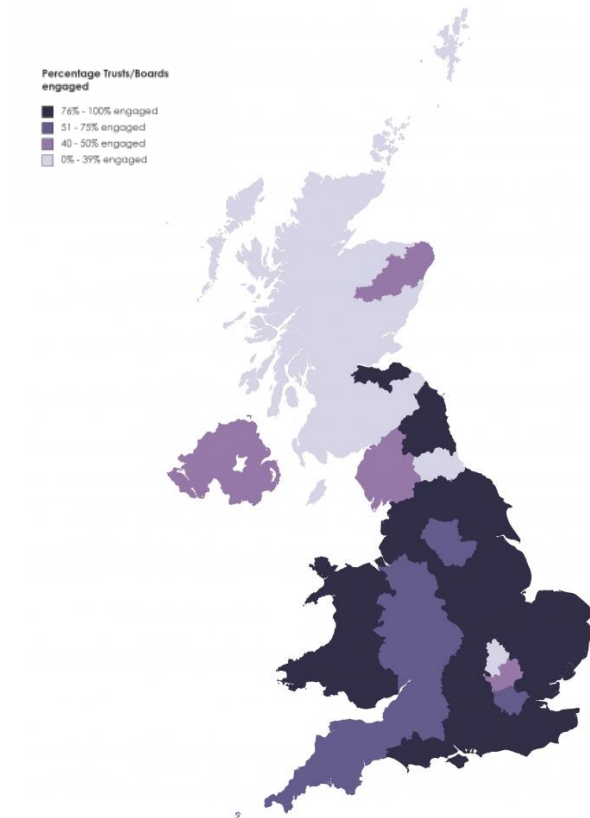 Percentage Trusts/Boards
engaged
76% - 100% engaged
51 - 75% engaged
40 - 50% engaged
0% - 39% engaged